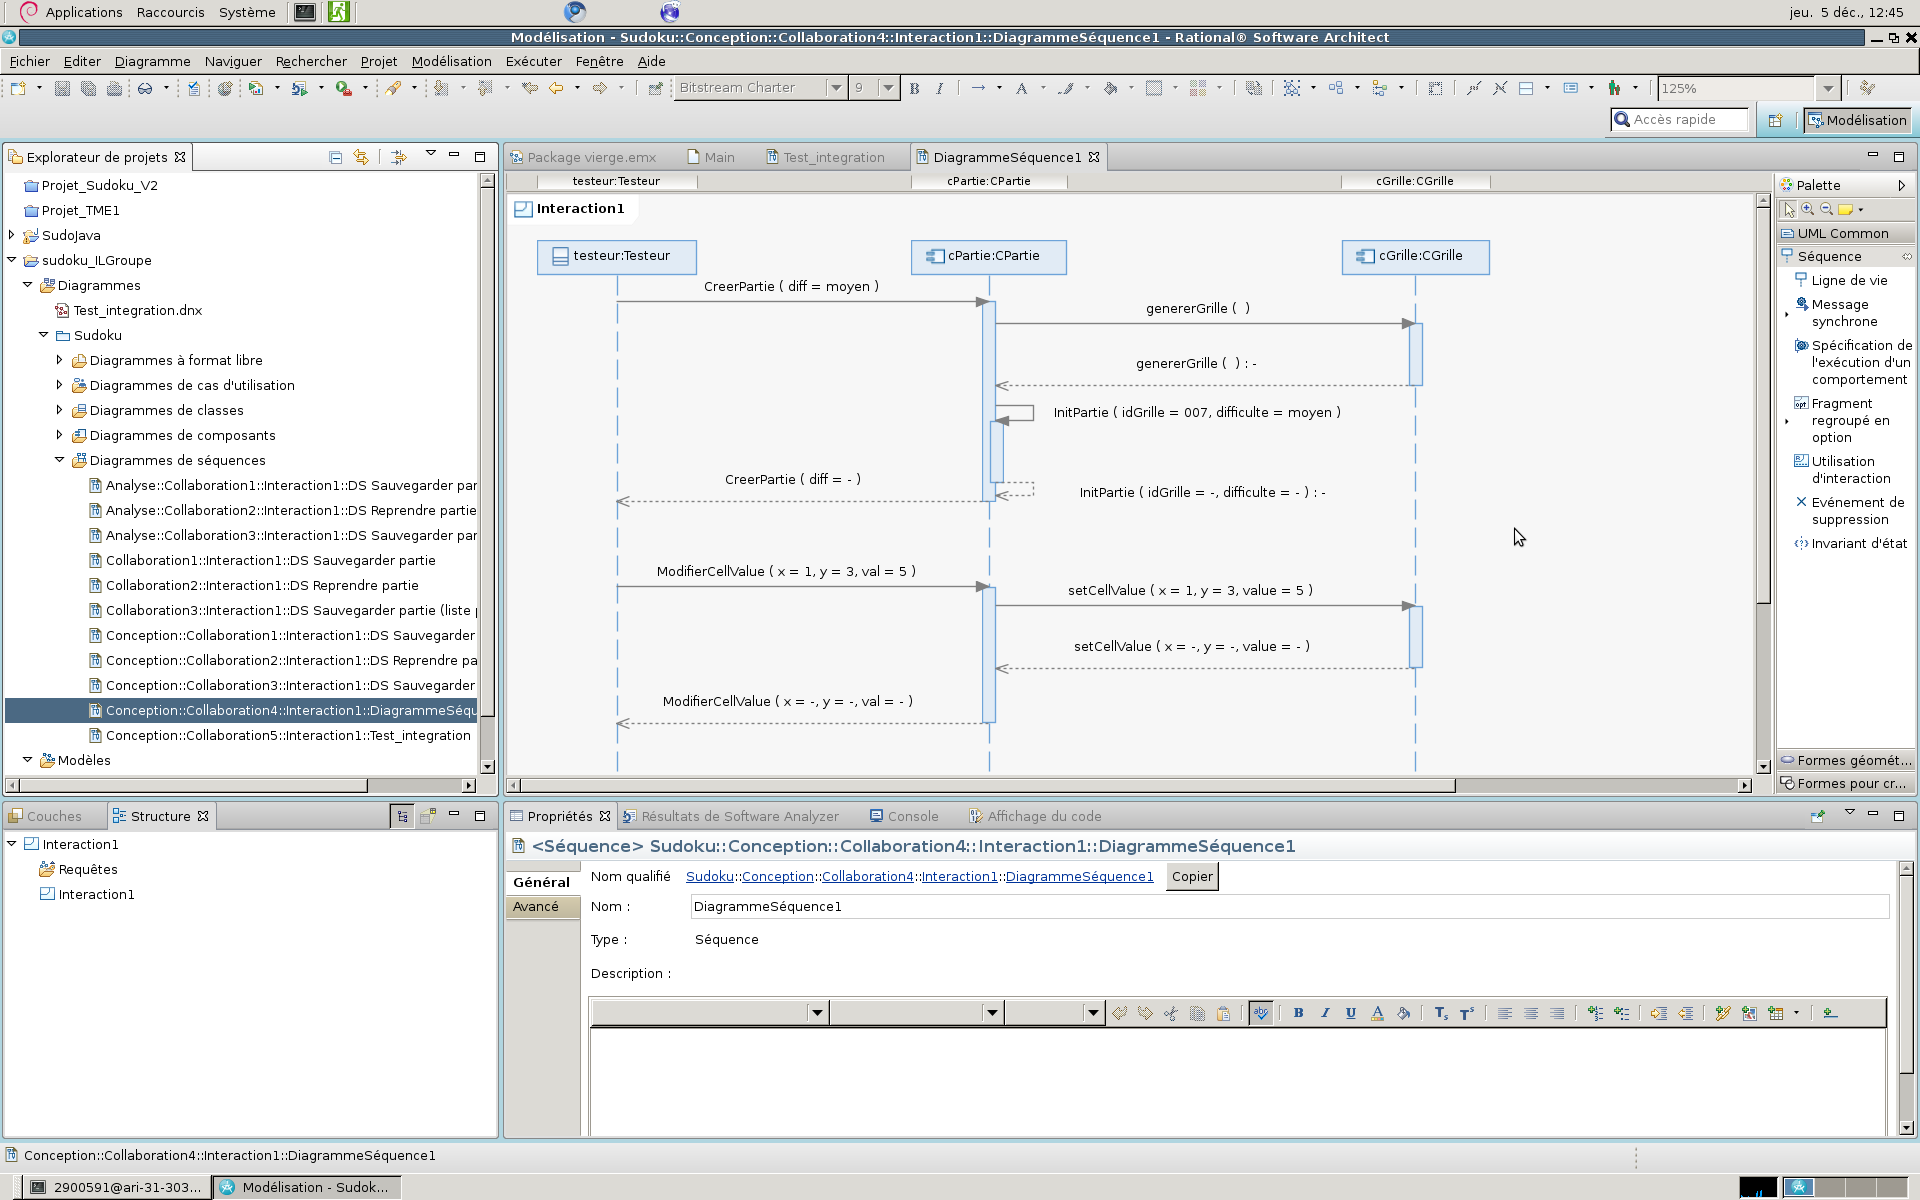 Applications Raccourcis Système
jeu. 5 déc., 12:45
Modélisation - Sudoku::Conception::Collaboration4::Interaction1::DiagrammeSéquence1 - Rational® Software Architect
Fichier Editer Diagramme Naviguer Rechercher Projet Modélisation Exécuter Fenêtre Aide
Bitstream Charter 9 125%
Accès rapide Modélisation
Explorateur de projets
Projet_Sudoku_V2
Projet_TME1
SudoJava
sudoku_ILGroupe
Diagrammes
Test_integration.dnx
Sudoku
Diagrammes à format libre
Diagrammes de cas d'utilisation
Diagrammes de classes
Diagrammes de composants
Diagrammes de séquences
Analyse::Collaboration1::Interaction1::DS Sauvegarder par
Analyse::Collaboration2::Interaction1::DS Reprendre partie
Analyse::Collaboration3::Interaction1::DS Sauvegarder par
Collaboration1::Interaction1::DS Sauvegarder partie
Collaboration2::Interaction1::DS Reprendre partie
Collaboration3::Interaction1::DS Sauvegarder partie (liste p
Conception::Collaboration1::Interaction1::DS Sauvegarder
Conception::Collaboration2::Interaction1::DS Reprendre pa
Conception::Collaboration3::Interaction1::DS Sauvegarder
Conception::Collaboration4::Interaction1::DiagrammeSéqu
Conception::Collaboration5::Interaction1::Test_integration
Modèles
Package vierge.emx Main Test_integration DiagrammeSéquence1
testeur:Testeur cPartie:CPartie cGrille:CGrille
Interaction1
testeur:Testeur cPartie:CPartie cGrille:CGrille
CreerPartie ( diff = moyen )
genererGrille ( )
genererGrille ( ) : -
InitPartie ( idGrille = 007, difficulte = moyen )
CreerPartie ( diff = - )
InitPartie ( idGrille = -, difficulte = - ) : -
ModifierCellValue ( x = 1, y = 3, val = 5 )
setCellValue ( x = 1, y = 3, value = 5 )
setCellValue ( x = -, y = -, value = - )
ModifierCellValue ( x = -, y = -, val = - )
Palette
UML Common
Séquence
Ligne de vie
Message
synchrone
Spécification de
l'exécution d'un
comportement
Fragment
regroupé en
option
Utilisation
d'interaction
Evénement de
suppression
Invariant d'état
Formes géomét...
Formes pour cr...
Couches Structure
Interaction1
Requêtes
Interaction1
Propriétés Résultats de Software Analyzer Console Affichage du code
<Séquence> Sudoku::Conception::Collaboration4::Interaction1::DiagrammeSéquence1
Général
Avancé
Nom qualifié Sudoku::Conception::Collaboration4::Interaction1::DiagrammeSéquence1 Copier
Nom : DiagrammeSéquence1
Type : Séquence
Description :
Conception::Collaboration4::Interaction1::DiagrammeSéquence1
2900591@ari-31-303... Modélisation - Sudok...